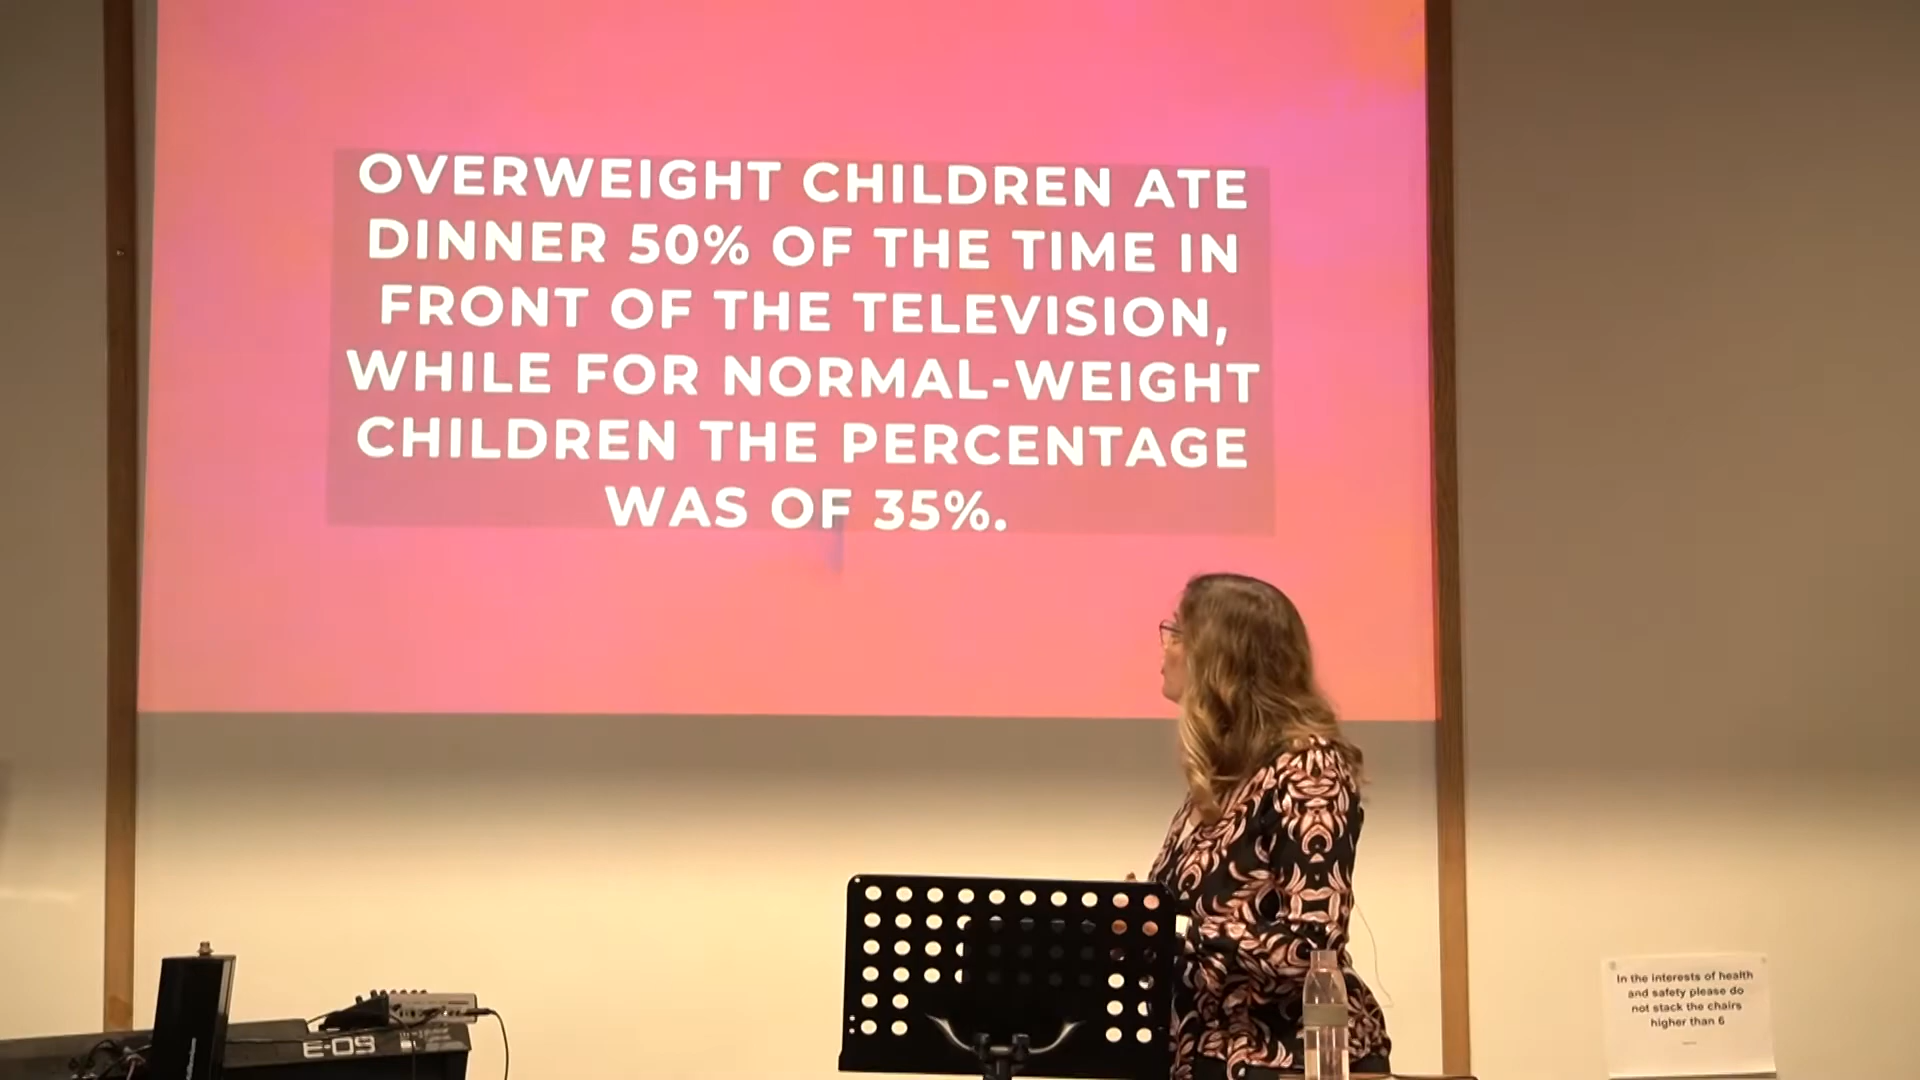 OVERWEIGHT CHILDREN ATE
DINNER 50% OF THE TIME IN
FRONT OF THE TELEVISION,
WHILE FOR NORMAL-WEIGHT
CHILDREN THE PERCENTAGE
WAS OF 35%.
E-09
In the interests of health
and safety please do
not stack the chairs
higher than 6